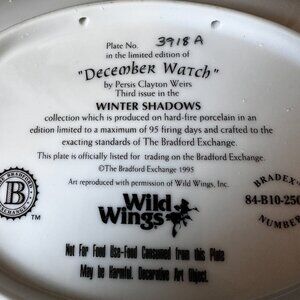 Plate No. 3918 A
in the limited edition of
"December Watch"
by Persis Clayton Weirs
Third issue in the
WINTER SHADOWS
collection which is produced on hard-fire porcelain in an
edition limited to a maximum of 95 firing days and crafted to the
exacting standards of The Bradford Exchange.
This plate is officially listed for trading on the Bradford Exchange.
©The Bradford Exchange 1995
Art reproduced with permission of Wild Wings, Inc.
THE BRADFORD EXCHANGE
B
TM
Wild
Wings
BRADEX
84-B10-250
NUMBER
Not For Food Use-Food Consumed from this Plate
May be Harmful. Decorative Art Object.